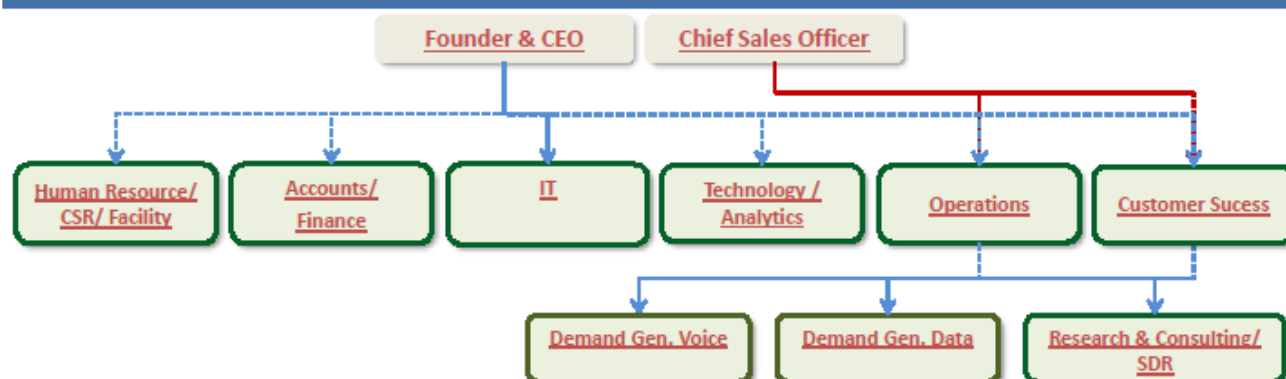 Founder & CEO
Chief Sales Officer
Human Resource/
CSR/ Facility
Accounts/
Finance
IT
Technology /
Analytics
Operations
Customer Sucess
Demand Gen. Voice
Demand Gen. Data
Research & Consulting/
SDR